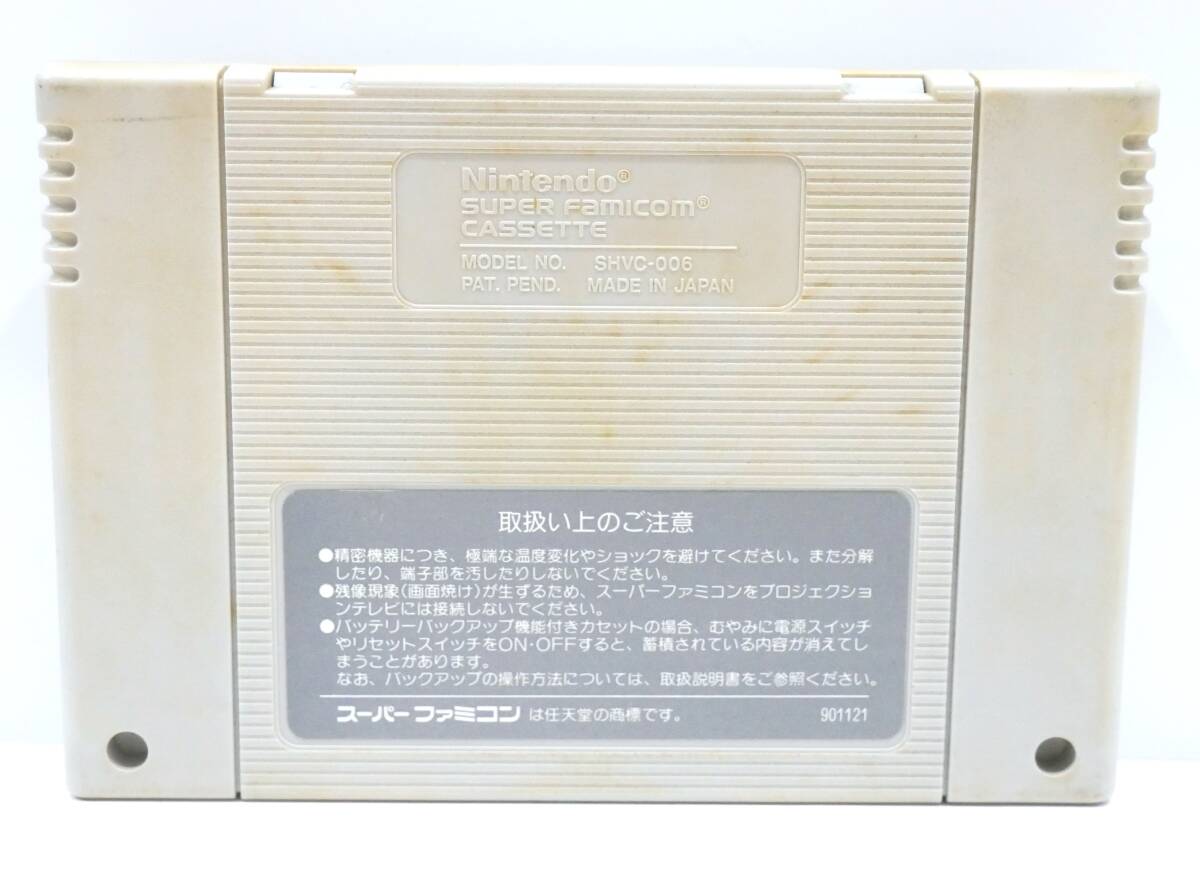 Nintendo®
SUPER FAMICOM®
CASSETTE
MODEL NO. SHVC-006
PAT. PEND. MADE IN JAPAN
取扱い上のご注意
●精密機器につき、極端な温度変化やショックを避けてください。また分解
したり、端子部を汚したりしないでください。
●残像現象(画面焼け)が生ずるため、スーパーファミコンをプロジェクショ
ンテレビには接続しないでください。
●バッテリーバックアップ機能付きカセットの場合、むやみに電源スイッチ
やリセットスイッチをON・OFFすると、蓄積されている内容が消えてし
まうことがあります。
なお、バックアップの操作方法については、取扱説明書をご参照ください。
スーパーファミコン は任天堂の商標です。 901121